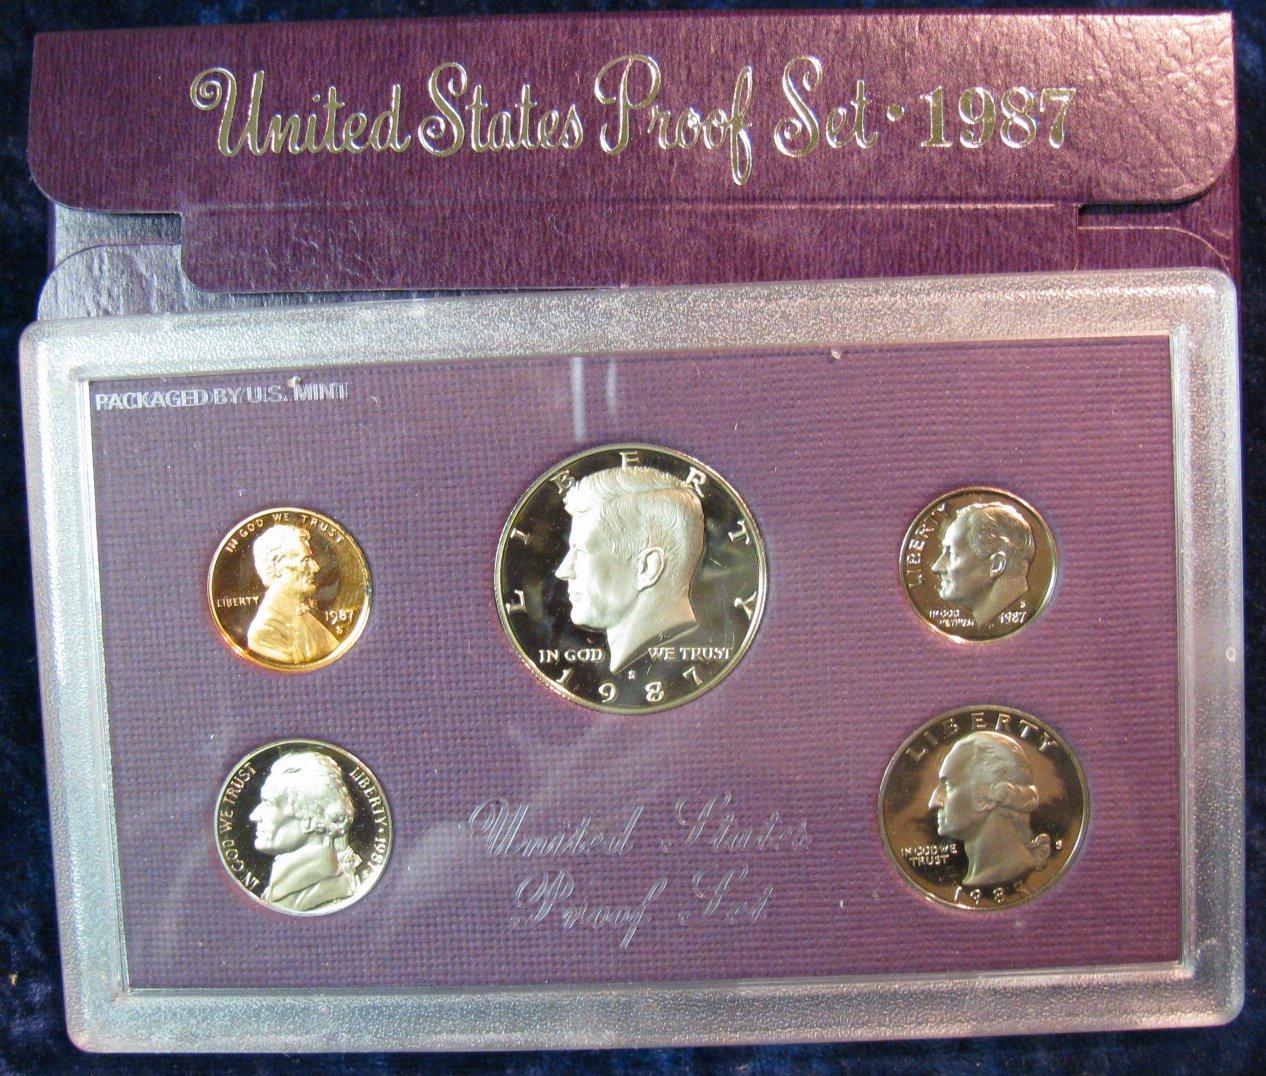 United States Proof Set · 1987
PACKAGED BY U.S. MINT
IN GOD WE TRUST
LIBERTY
1987
S
LIBERTY
IN GOD WE TRUST
S
1987
LIBERTY
IN GOD
WE TRUST
S
1987
IN GOD WE TRUST
LIBERTY · 1987
S
LIBERTY
IN GOD WE
TRUST
S
1987
United States
Proof Set